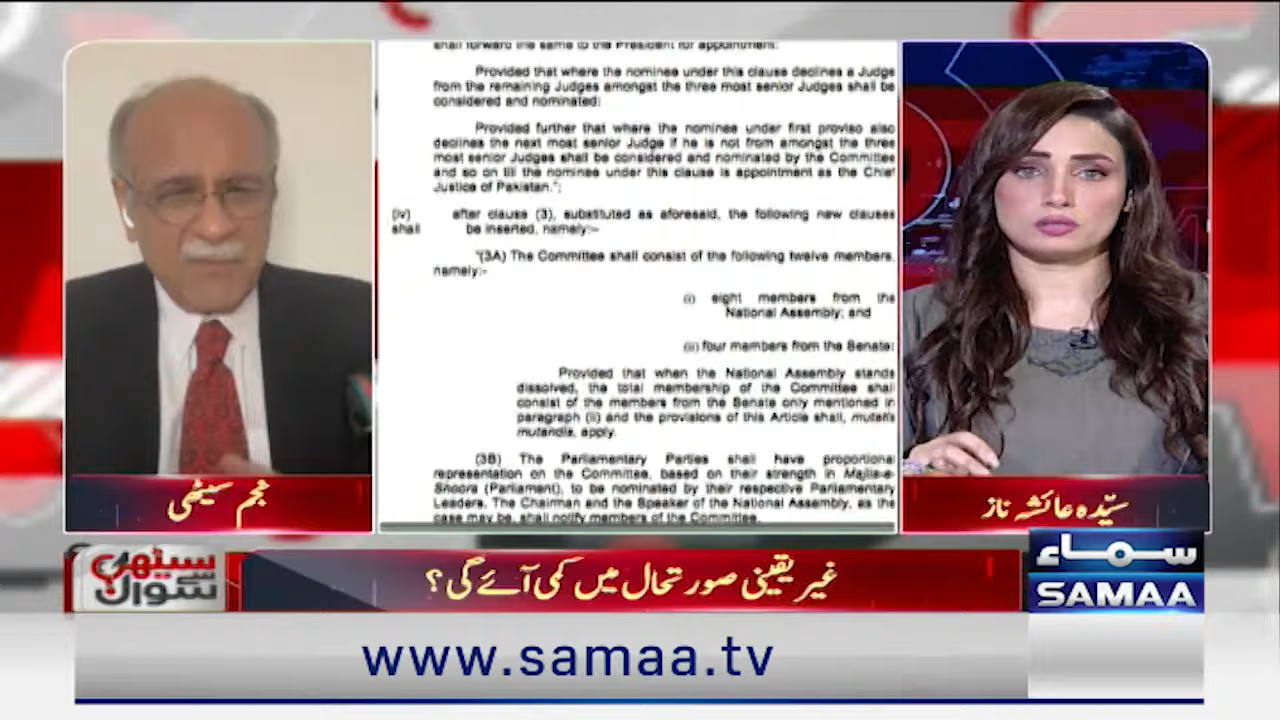 shall forward the same to the President for appointment:
Provided that where the nominee under this clause declines a Judge
from the remaining Judges amongst the three most senior Judges shall be
considered and nominated:
Provided further that where the nominee under first proviso also
declines the next most senior Judge if he is not from amongst the three
most senior Judges shall be considered and nominated by the Committee
and so on till the nominee under this clause is appointment as the Chief
Justice of Pakistan.";
(iv) after clause (3), substituted as aforesaid, the following new clauses
shall be inserted, namely:-
"(3A) The Committee shall consist of the following twelve members,
namely:-
(i) eight members from the
National Assembly; and
(ii) four members from the Senate:
Provided that when the National Assembly stands
dissolved, the total membership of the Committee shall
consist of the members from the Senate only mentioned in
paragraph (ii) and the provisions of this Article shall, mutatis
mutandis, apply.
(3B) The Parliamentary Parties shall have proportional
representation on the Committee, based on their strength in Majlis-e-
Shoora (Parliament), to be nominated by their respective Parliamentary
Leaders. The Chairman and the Speaker of the National Assembly, as the
case may be, shall notify members of the Committee.
نجم سیٹھی
سیّدہ عائشہ ناز
سیٹھی سے سوال
غیر یقینی صورتحال میں کمی آئے گی؟
سماء
SAMAA
www.samaa.tv